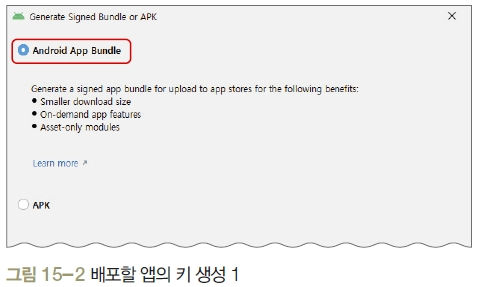 Generate Signed Bundle or APK
Android App Bundle
Generate a signed app bundle for upload to app stores for the following benefits:
• Smaller download size
• On-demand app features
• Asset-only modules
Learn more ↗
APK
그림 15-2 배포할 앱의 키 생성 1